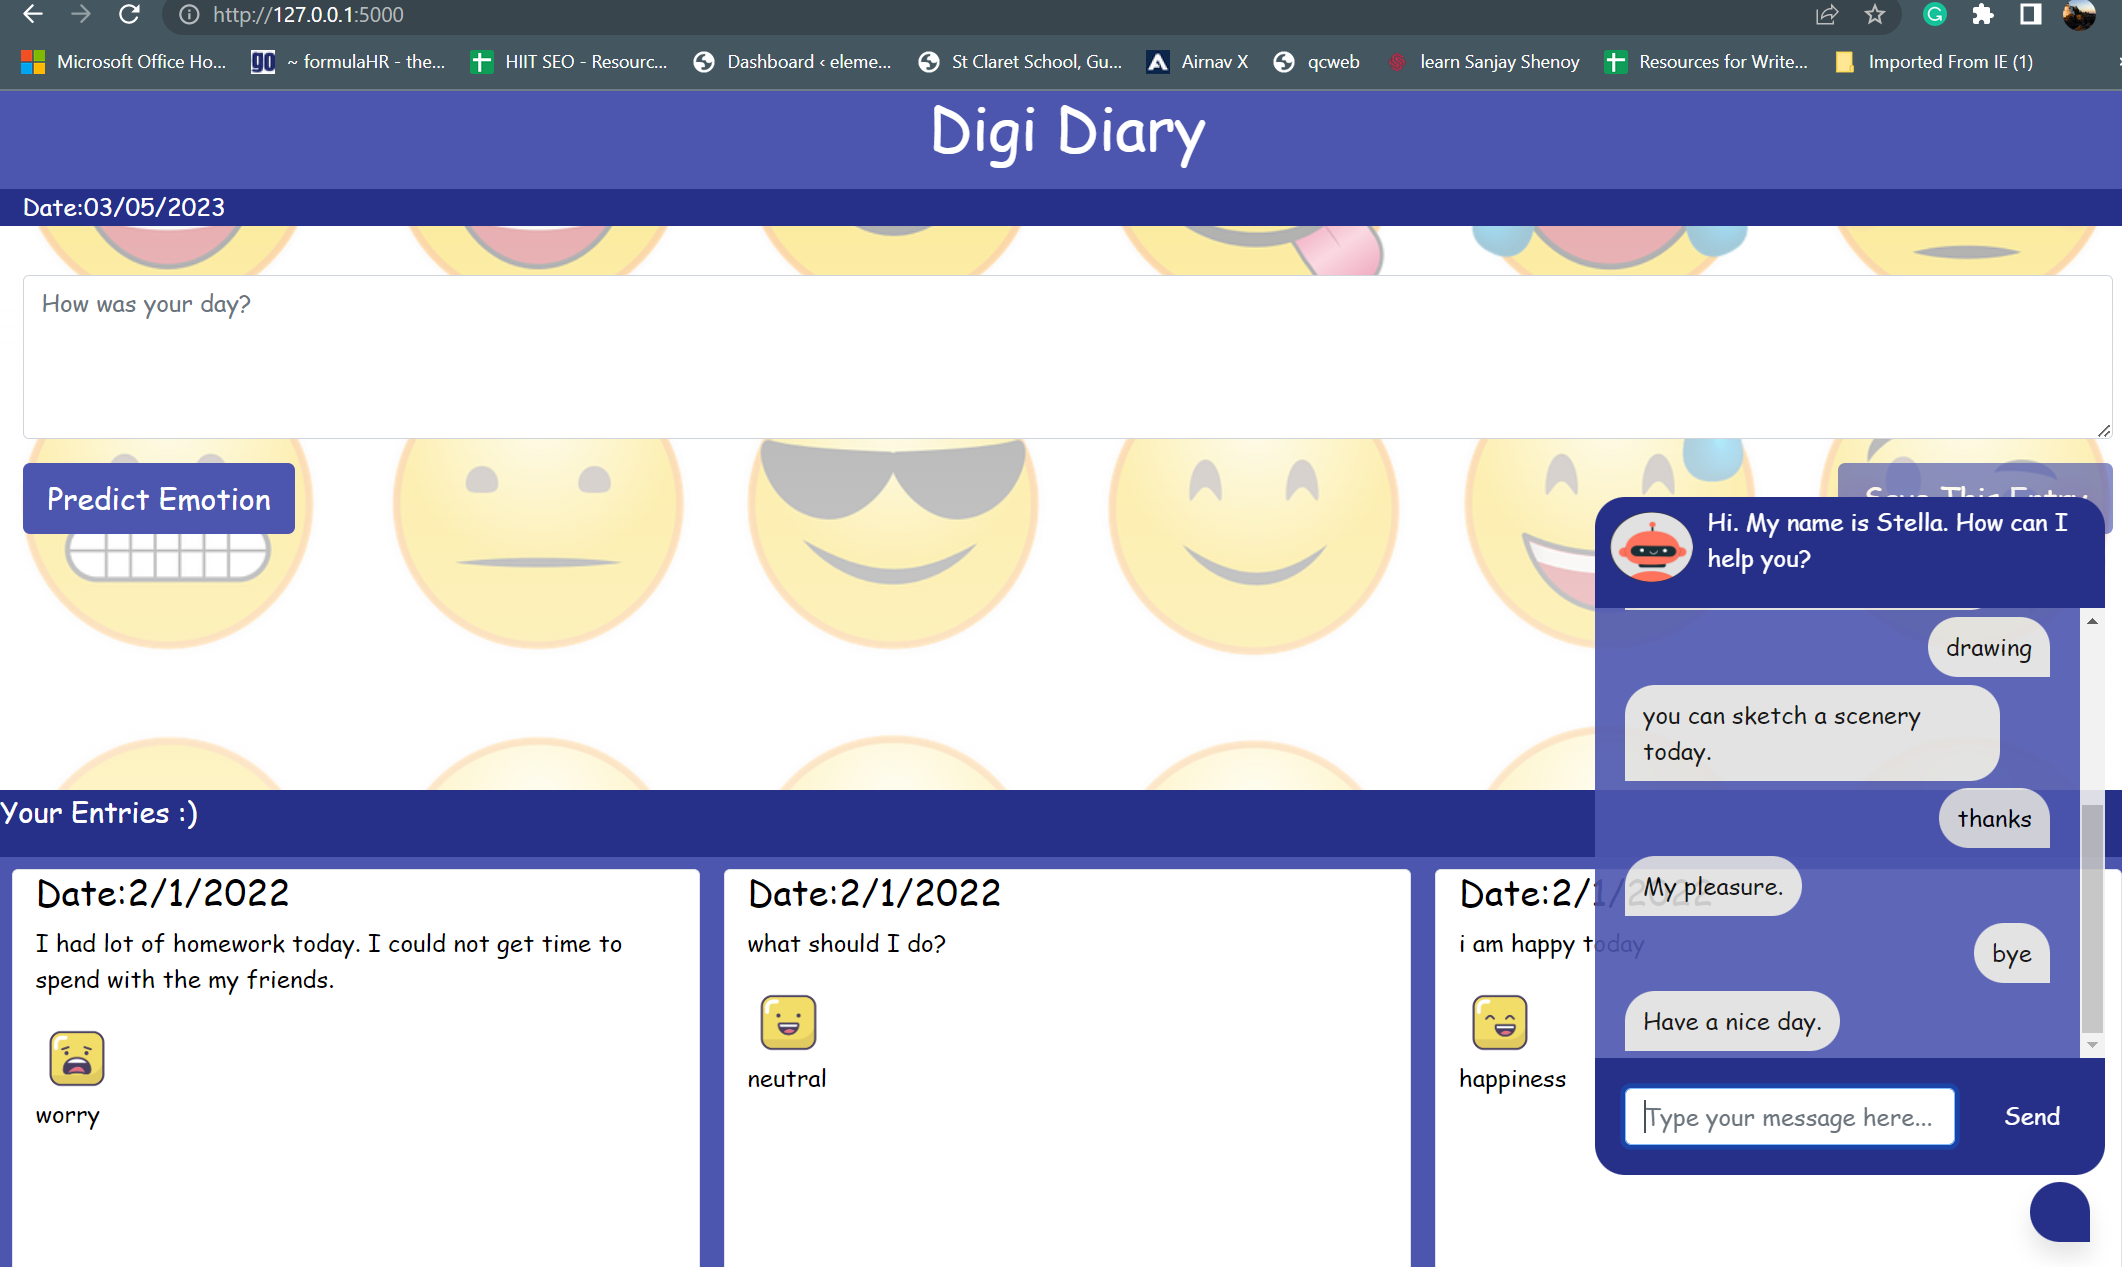 http://127.0.0.1:5000
Microsoft Office Ho...
go ~ formulaHR - the...
HIIT SEO - Resourc...
Dashboard ‹ eleme...
St Claret School, Gu...
Airnav X
qcweb
learn Sanjay Shenoy
Resources for Write...
Imported From IE (1)
Digi Diary
Date:03/05/2023
How was your day?
Predict Emotion
Save This Entry
Your Entries :)
Date:2/1/2022
I had lot of homework today. I could not get time to
spend with the my friends.
worry
Date:2/1/2022
what should I do?
neutral
Date:2/1/2022
i am happy today
happiness
Hi. My name is Stella. How can I
help you?
drawing
you can sketch a scenery
today.
thanks
My pleasure.
bye
Have a nice day.
Type your message here...
Send